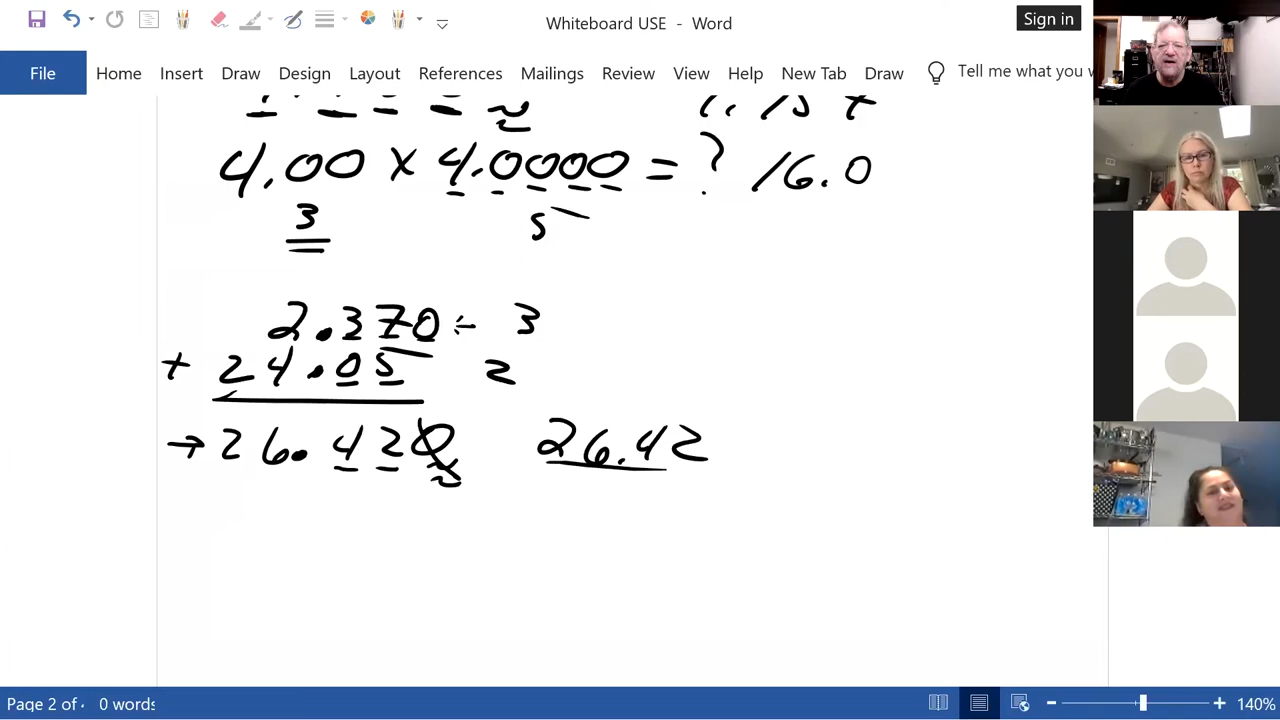 Whiteboard USE - Word
Sign in
File Home Insert Draw Design Layout References Mailings Review View Help New Tab Draw Tell me what you w
4.00 x 4.0000 = ? 16.0
3 5
2.370 3
+ 24.05 2
→ 26.420 26.42
Page 2 of 0 words 140%